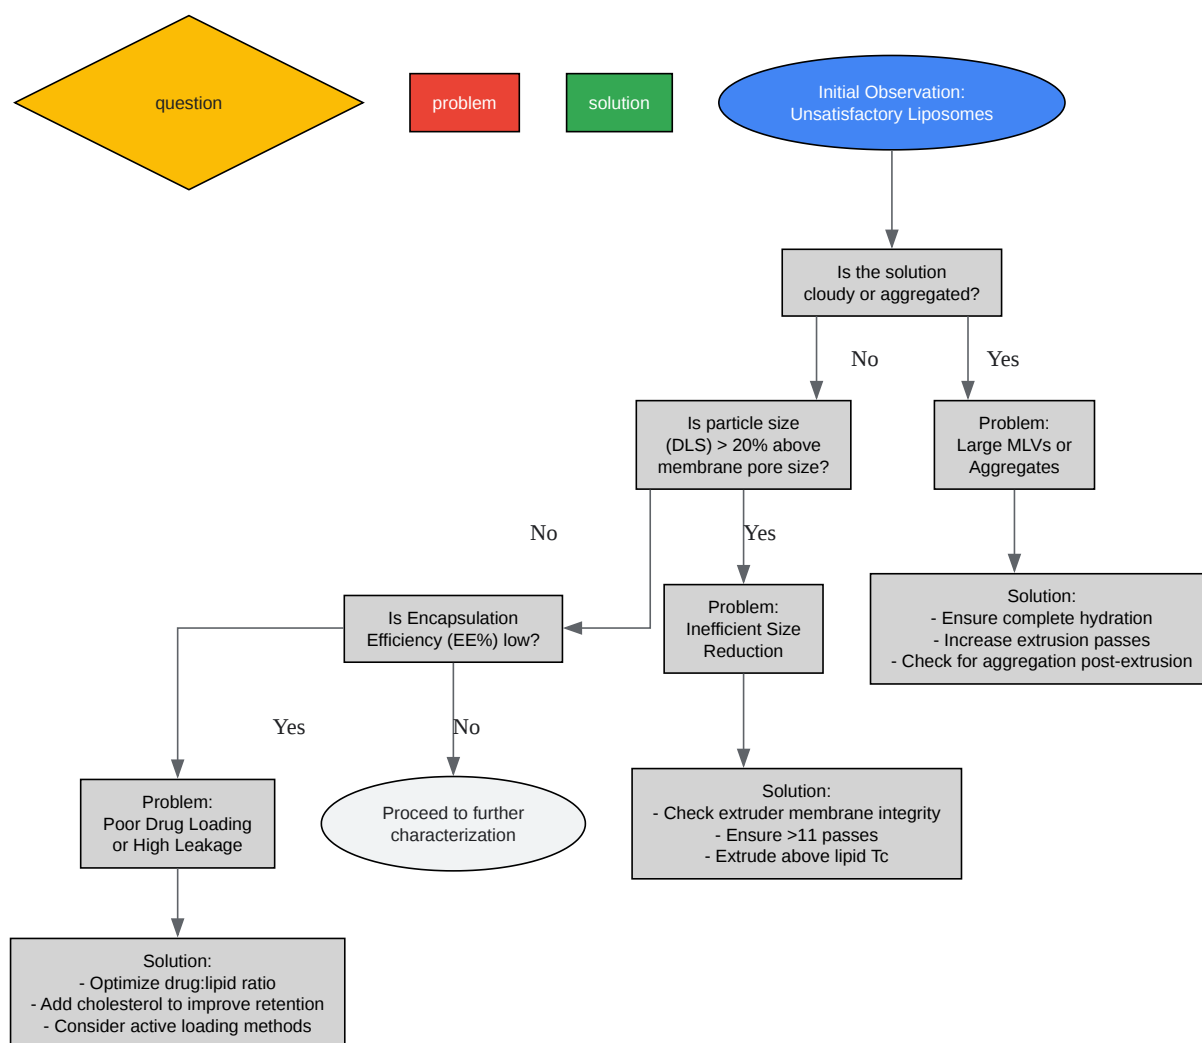 question
problem
solution
Initial Observation:
Unsatisfactory Liposomes
Is the solution
cloudy or aggregated?
No
Yes
Is particle size
(DLS) > 20% above
membrane pore size?
Problem:
Large MLVs or
Aggregates
No
Yes
Solution:
- Ensure complete hydration
- Increase extrusion passes
- Check for aggregation post-extrusion
Is Encapsulation
Efficiency (EE%) low?
Problem:
Inefficient Size
Reduction
Yes
No
Problem:
Poor Drug Loading
or High Leakage
Proceed to further
characterization
Solution:
- Check extruder membrane integrity
- Ensure >11 passes
- Extrude above lipid Tc
Solution:
- Optimize drug:lipid ratio
- Add cholesterol to improve retention
- Consider active loading methods